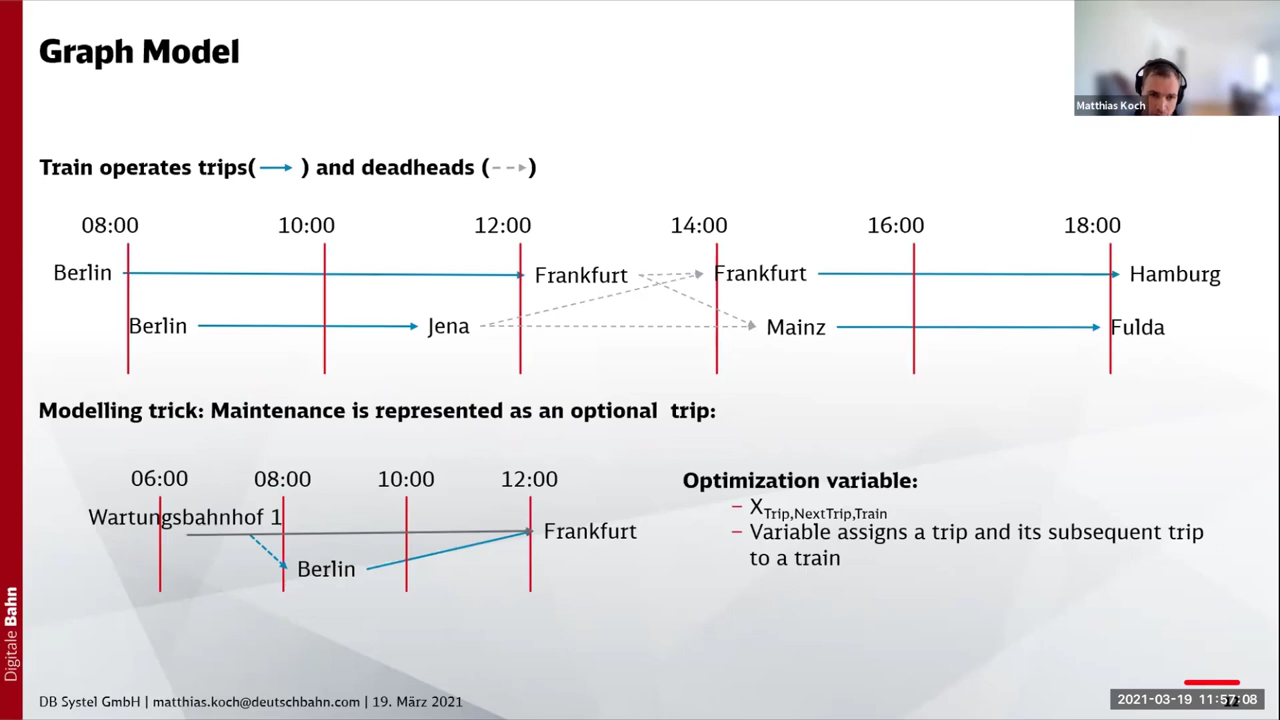 Graph Model
Matthias Koch
Train operates trips( ) and deadheads ( )
08:00 10:00 12:00 14:00 16:00 18:00
Berlin Frankfurt Frankfurt Hamburg
Berlin Jena Mainz Fulda
Modelling trick: Maintenance is represented as an optional trip:
06:00 08:00 10:00 12:00
Wartungsbahnhof 1
Frankfurt
Berlin
Optimization variable:
– XTrip,NextTrip,Train
– Variable assigns a trip and its subsequent trip
to a train
Digitale Bahn
DB Systel GmbH | matthias.koch@deutschbahn.com | 19. März 2021
2021-03-19 11:57:08